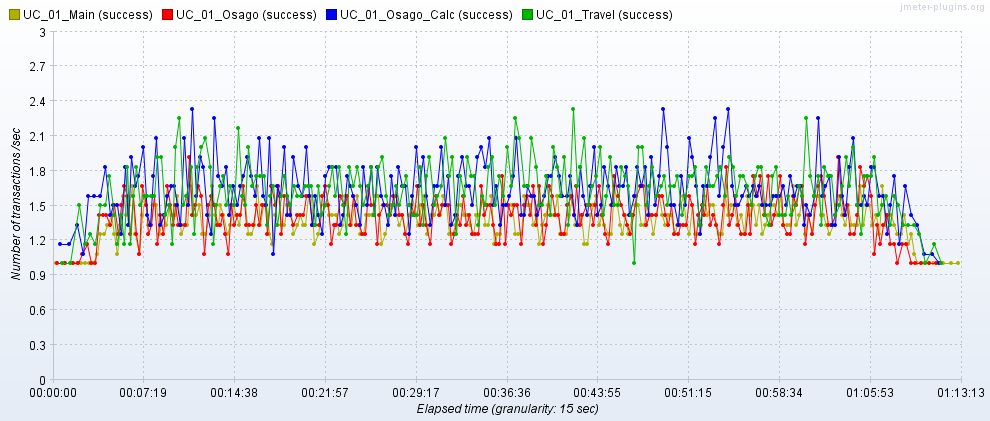 UC_01_Main (success) UC_01_Osago (success) UC_01_Osago_Calc (success) UC_01_Travel (success)
jmeter-plugins.org
3
2.7
2.4
2.1
1.8
1.5
1.2
0.9
0.6
0.3
0
Number of transactions/sec
00:00:00 00:07:19 00:14:38 00:21:57 00:29:17 00:36:36 00:43:55 00:51:15 00:58:34 01:05:53 01:13:13
Elapsed time (granularity: 15 sec)